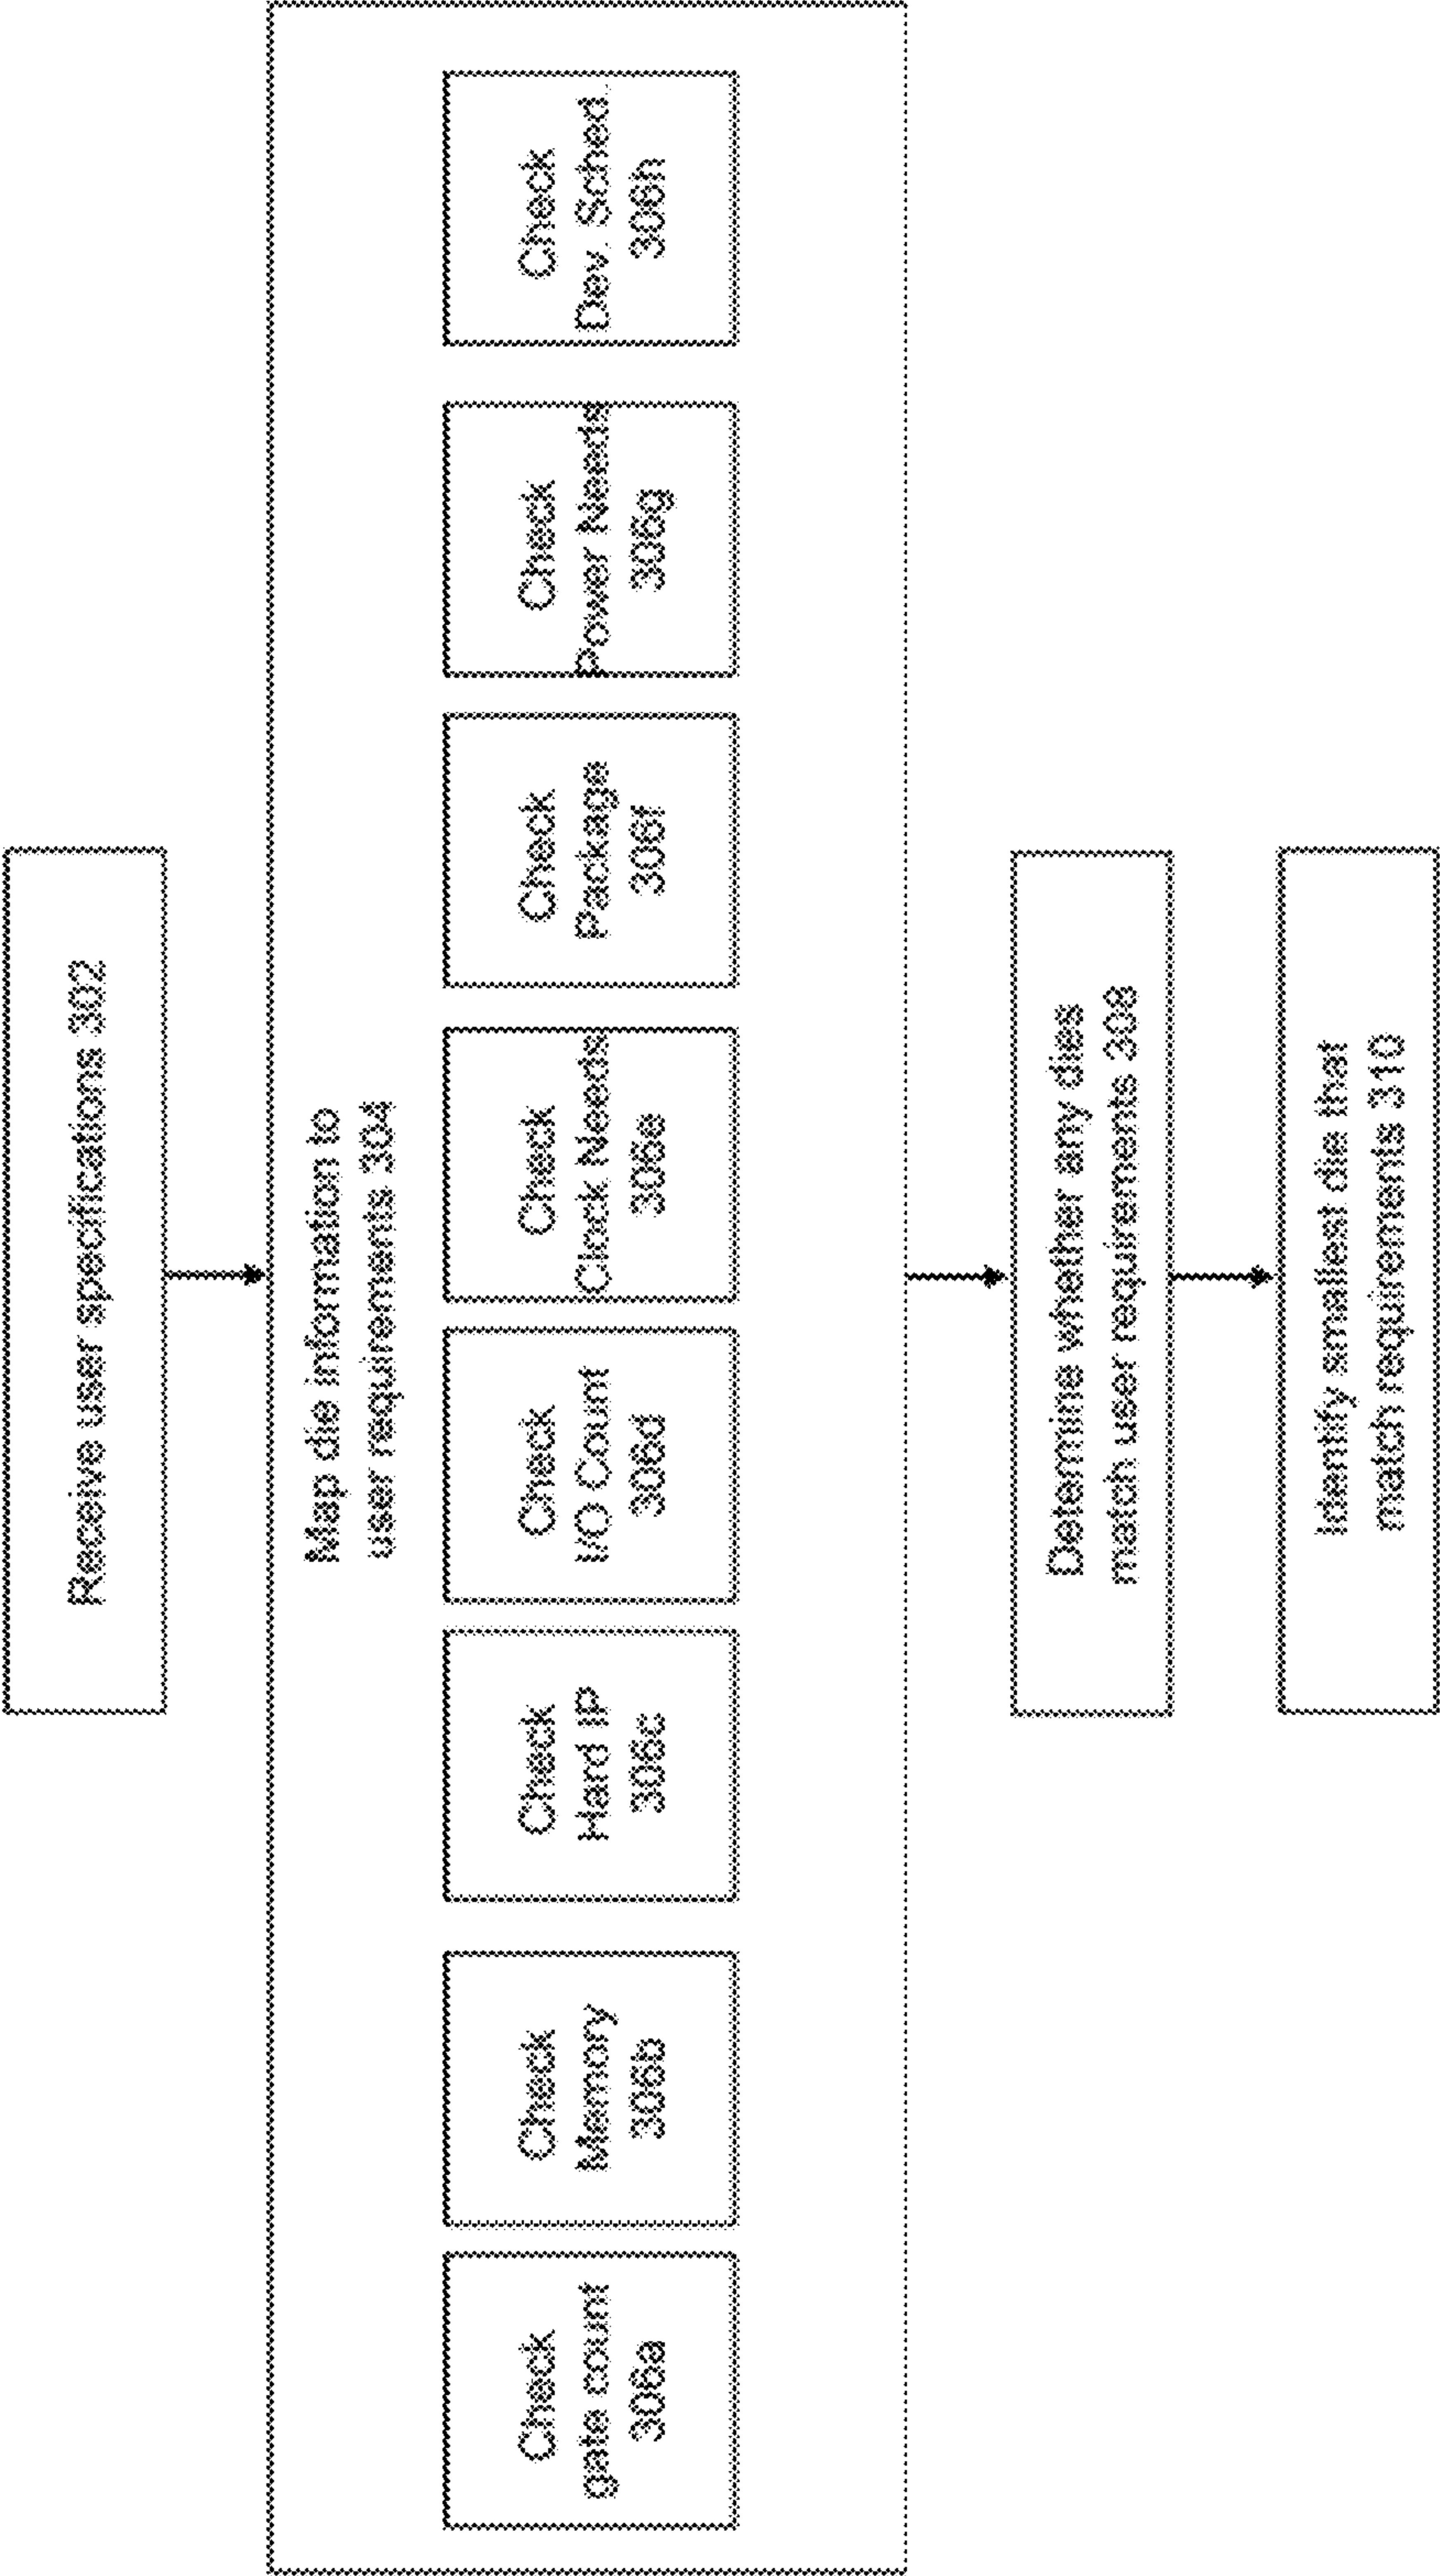 Receive user specifications 302
Map die information to
user requirements 304
Check
gate count
306a
Check
Memory
306b
Check
Hard IP
306c
Check
I/O Count
306d
Check
Clock Needs
306e
Check
Package
306f
Check
Power Needs
306g
Check
Dev. Sched.
306h
Determine whether any dies
match user requirements 308
Identify smallest die that
match requirements 310